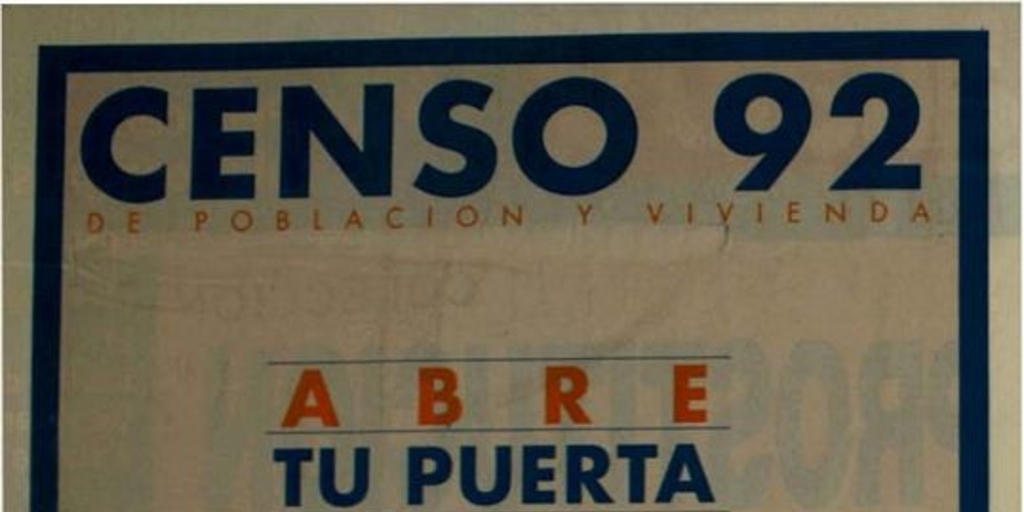 CENSO 92
DE POBLACION Y VIVIENDA
ABRE
TU PUERTA